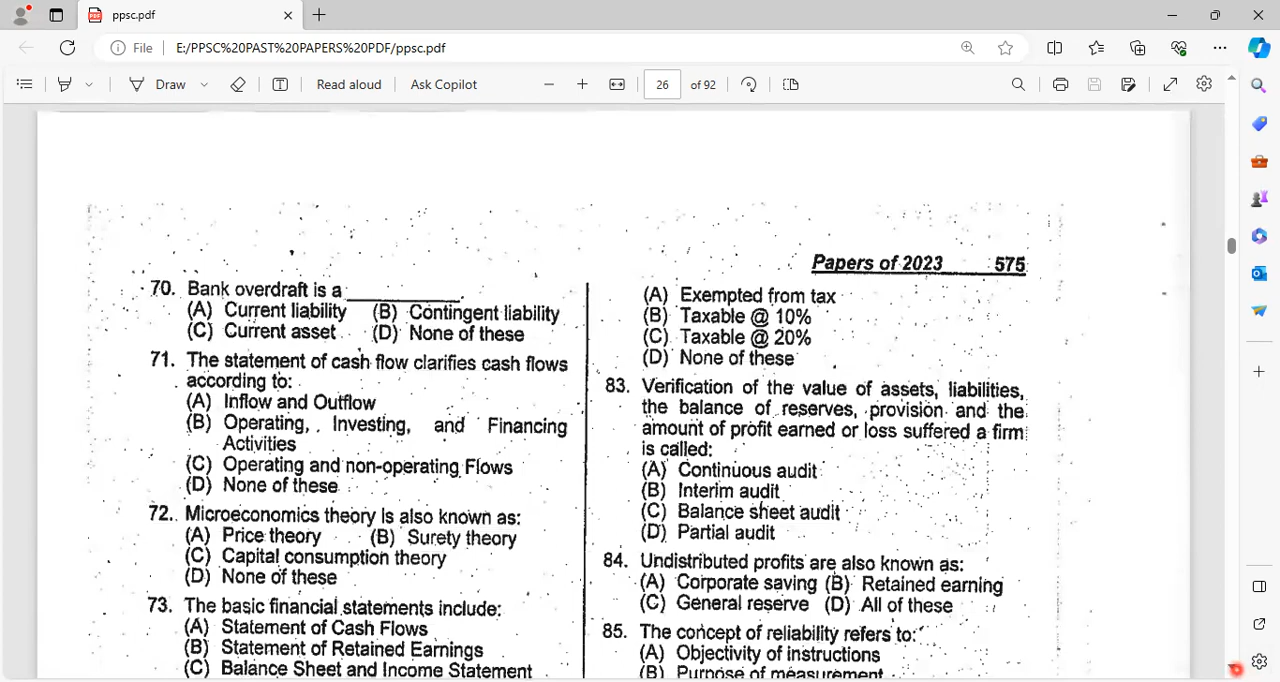 ppsc.pdf
File
E:/PPSC%20PAST%20PAPERS%20PDF/ppsc.pdf
Draw
Read aloud
Ask Copilot
26
of 92
70. Bank overdraft is a __________.
(A) Current liability (B) Contingent liability
(C) Current asset (D) None of these
71. The statement of cash flow clarifies cash flows
according to:
(A) Inflow and Outflow
(B) Operating, Investing, and Financing
Activities
(C) Operating and non-operating Flows
(D) None of these
72. Microeconomics theory is also known as:
(A) Price theory (B) Surety theory
(C) Capital consumption theory
(D) None of these
73. The basic financial statements include:
(A) Statement of Cash Flows
(B) Statement of Retained Earnings
(C) Balance Sheet and Income Statement
Papers of 2023 575
(A) Exempted from tax
(B) Taxable @ 10%
(C) Taxable @ 20%
(D) None of these
83. Verification of the value of assets, liabilities,
the balance of reserves, provision and the
amount of profit earned or loss suffered a firm
is called:
(A) Continuous audit
(B) Interim audit
(C) Balance sheet audit
(D) Partial audit
84. Undistributed profits are also known as:
(A) Corporate saving (B) Retained earning
(C) General reserve (D) All of these
85. The concept of reliability refers to:
(A) Objectivity of instructions
(B) Purpose of measurement